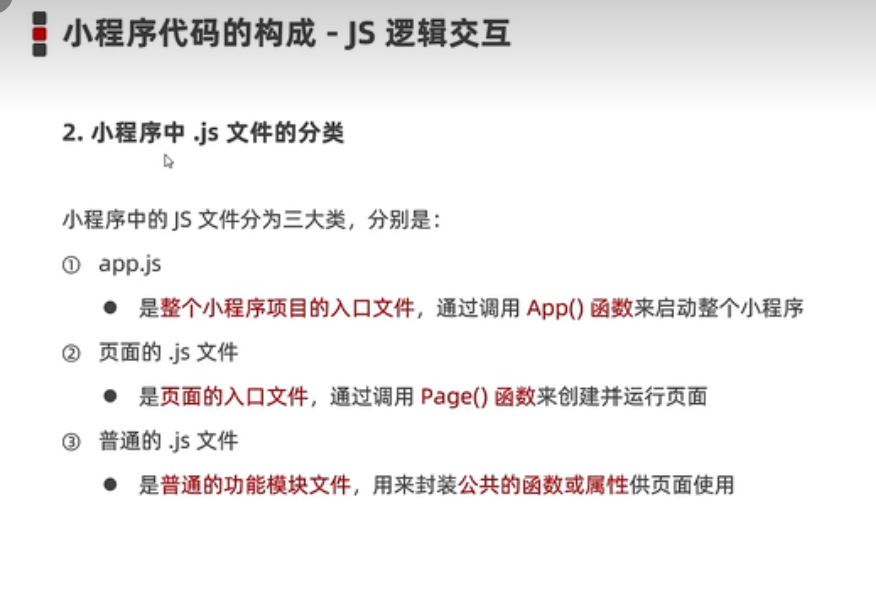 小程序代码的构成 - JS 逻辑交互
2. 小程序中 .js 文件的分类
小程序中的 JS 文件分为三大类，分别是：
① app.js
● 是整个小程序项目的入口文件，通过调用 App() 函数来启动整个小程序
② 页面的 .js 文件
● 是页面的入口文件，通过调用 Page() 函数来创建并运行页面
③ 普通的 .js 文件
● 是普通的功能模块文件，用来封装公共的函数或属性供页面使用